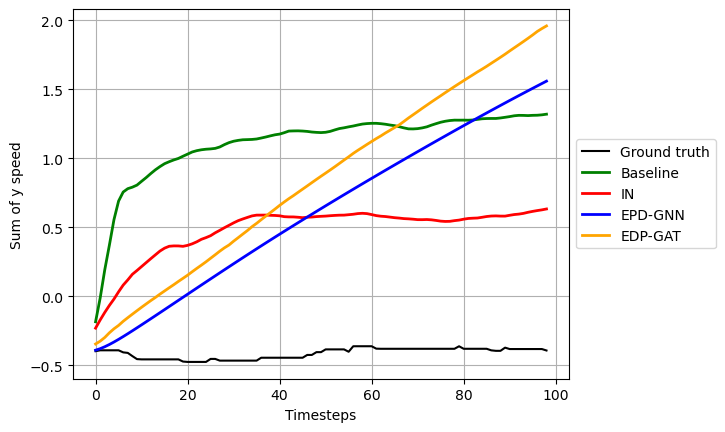 2.0
1.5
1.0
0.5
0.0
−0.5
Sum of y speed
0
20
40
60
80
100
Timesteps
Ground truth
Baseline
IN
EPD-GNN
EDP-GAT